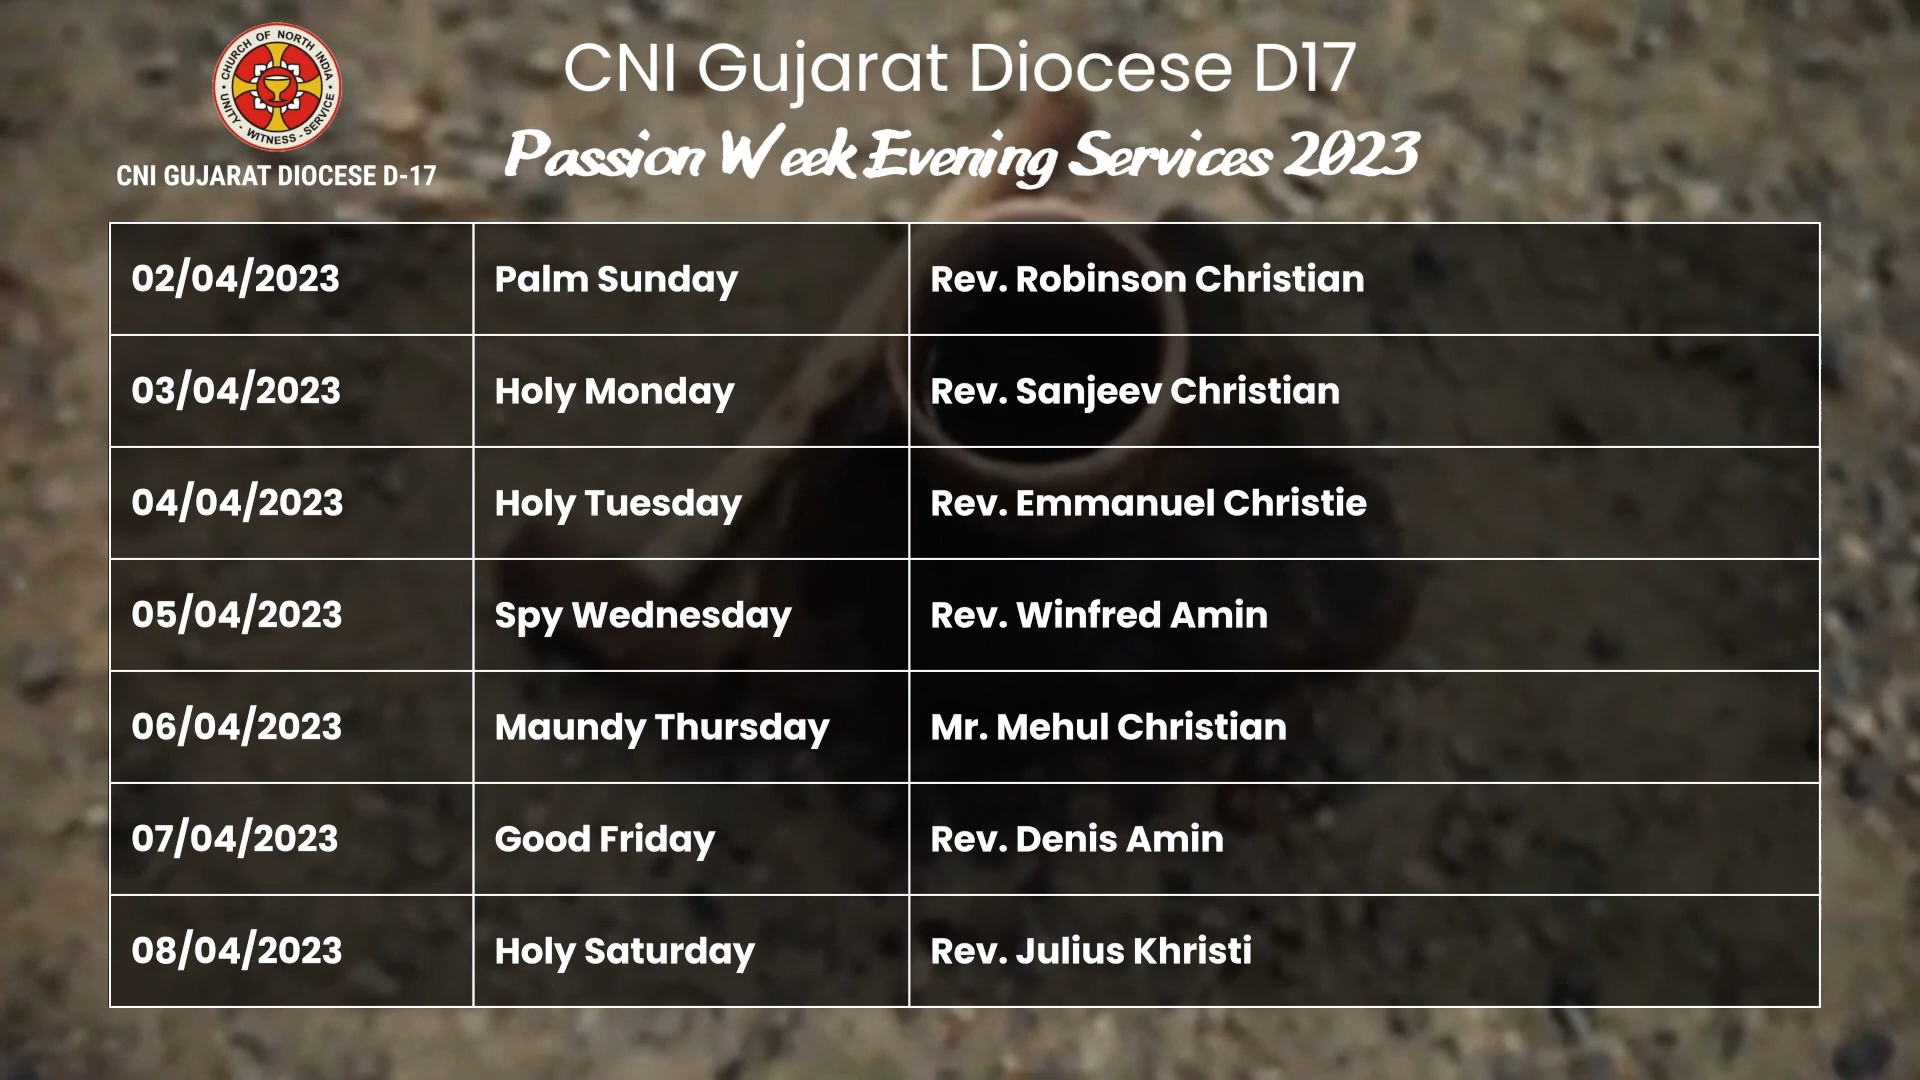 CHURCH OF NORTH INDIA
UNITY - WITNESS - SERVICE
CNI GUJARAT DIOCESE D-17
CNI Gujarat Diocese D17
Passion Week Evening Services 2023
02/04/2023 Palm Sunday Rev. Robinson Christian
03/04/2023 Holy Monday Rev. Sanjeev Christian
04/04/2023 Holy Tuesday Rev. Emmanuel Christie
05/04/2023 Spy Wednesday Rev. Winfred Amin
06/04/2023 Maundy Thursday Mr. Mehul Christian
07/04/2023 Good Friday Rev. Denis Amin
08/04/2023 Holy Saturday Rev. Julius Khristi